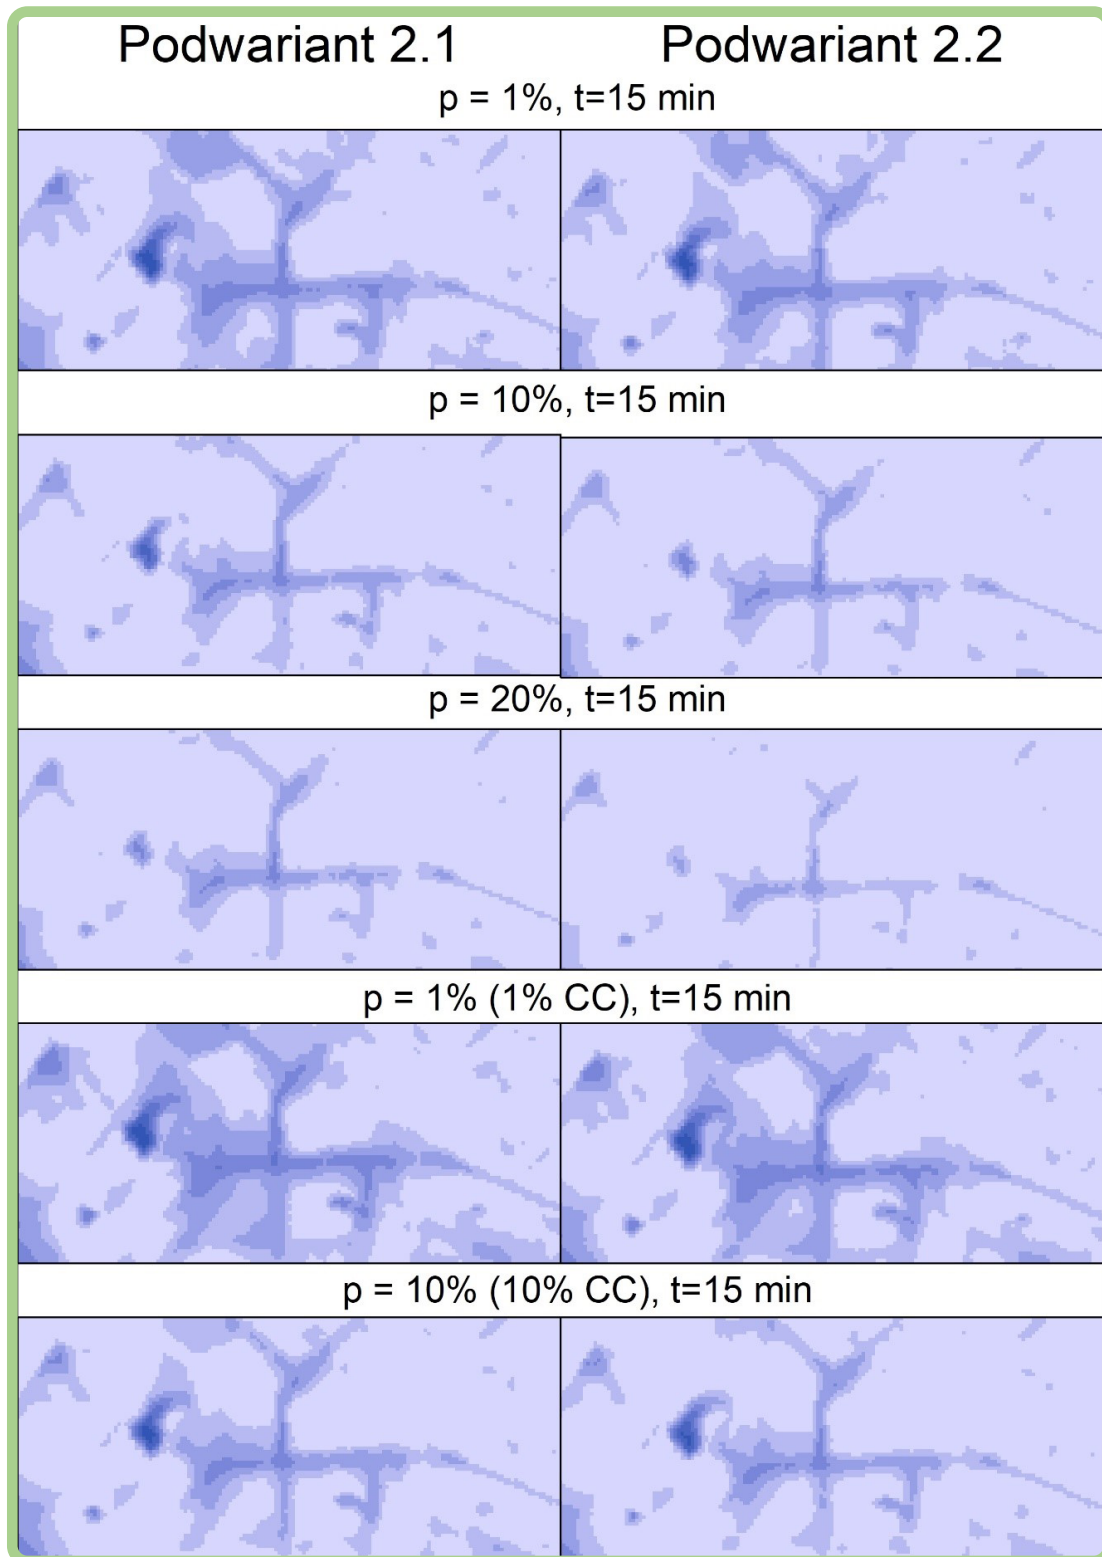 Podwariant 2.1 Podwariant 2.2
p = 1%, t=15 min
p = 10%, t=15 min
p = 20%, t=15 min
p = 1% (1% CC), t=15 min
p = 10% (10% CC), t=15 min